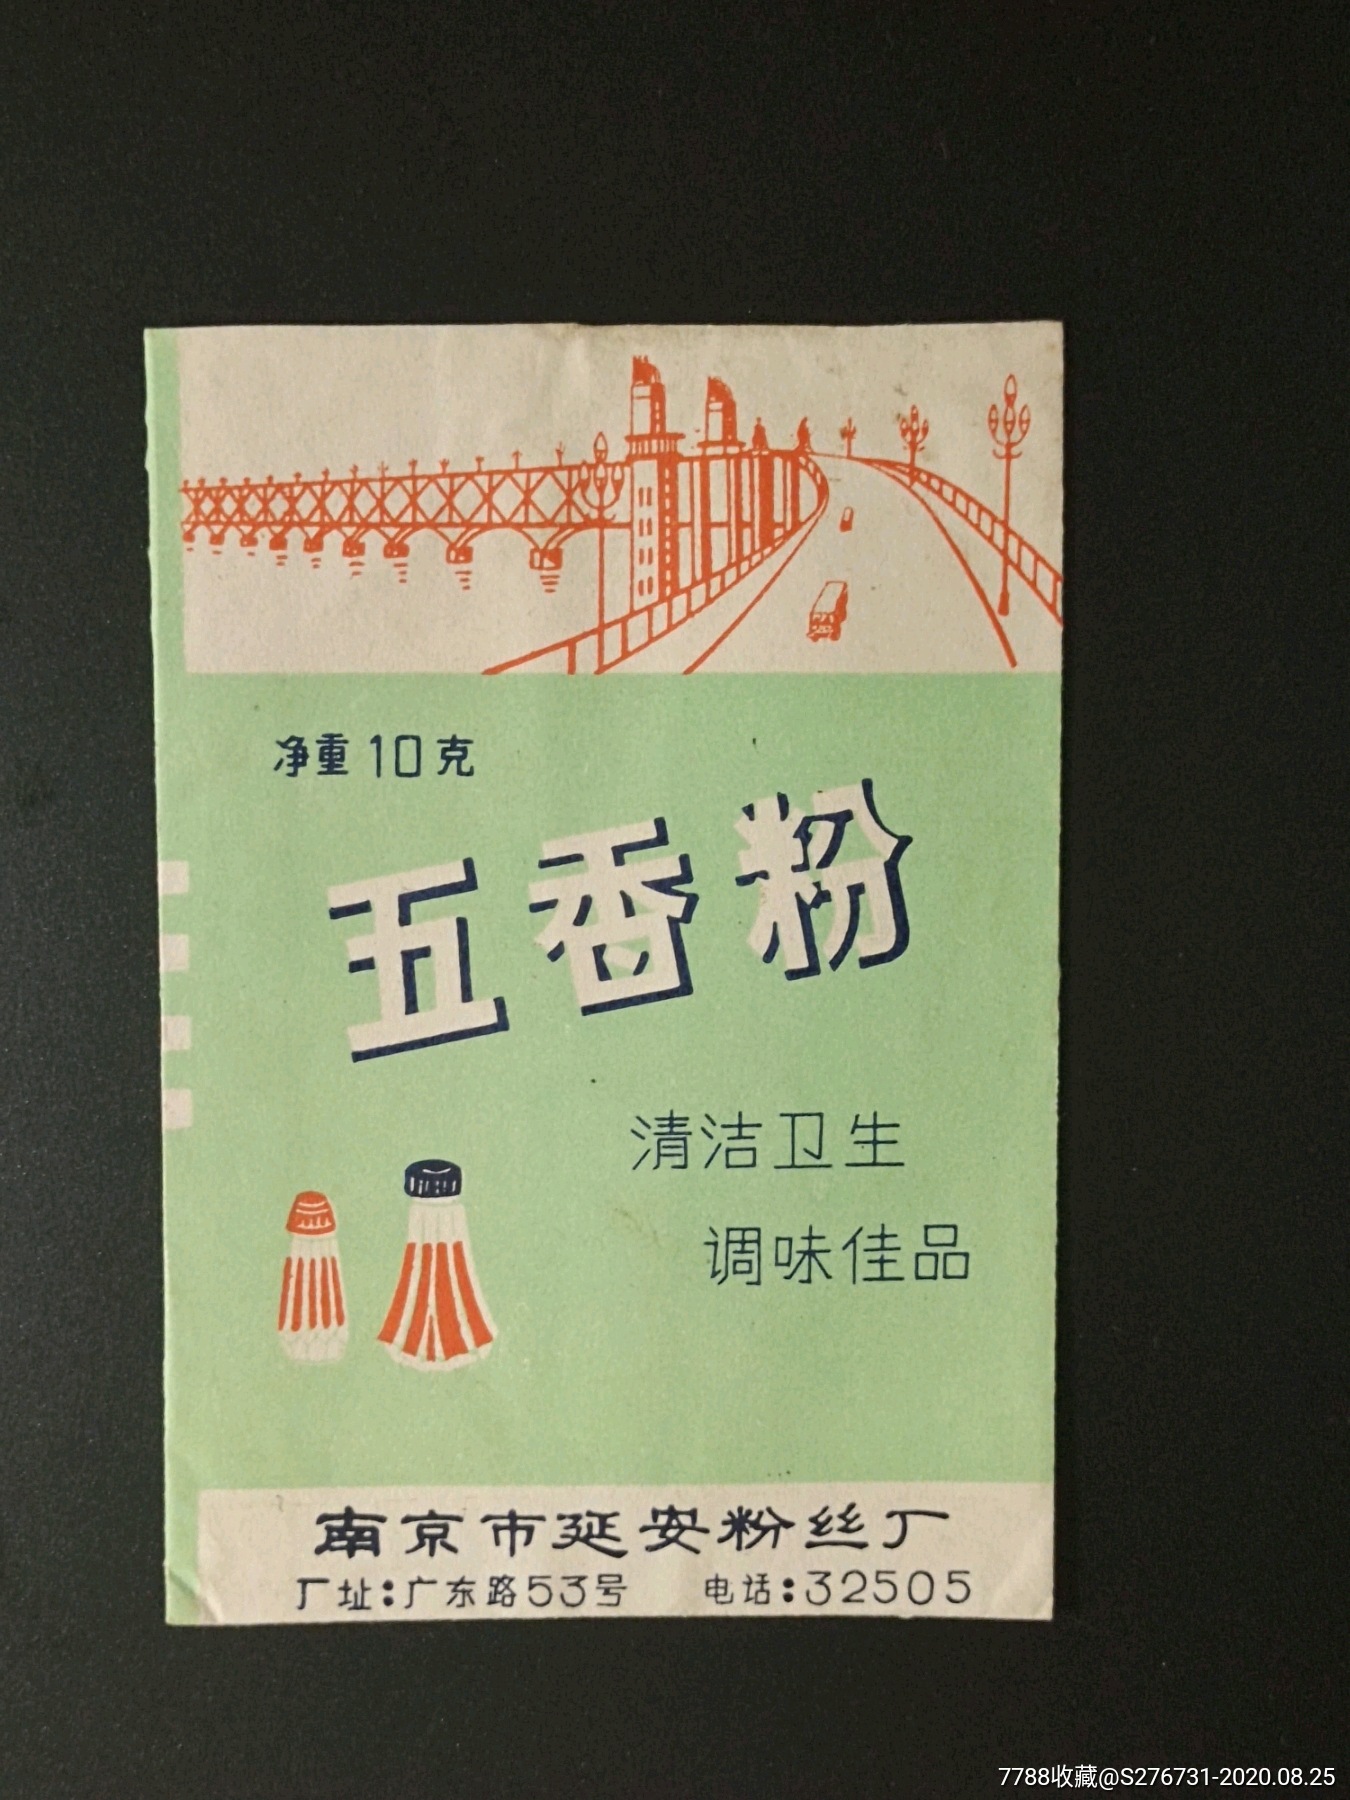 净重10克
五香粉
清洁卫生
调味佳品
南京市延安粉丝厂
厂址:广东路53号 电话:32505
7788收藏@S276731-2020.08.25